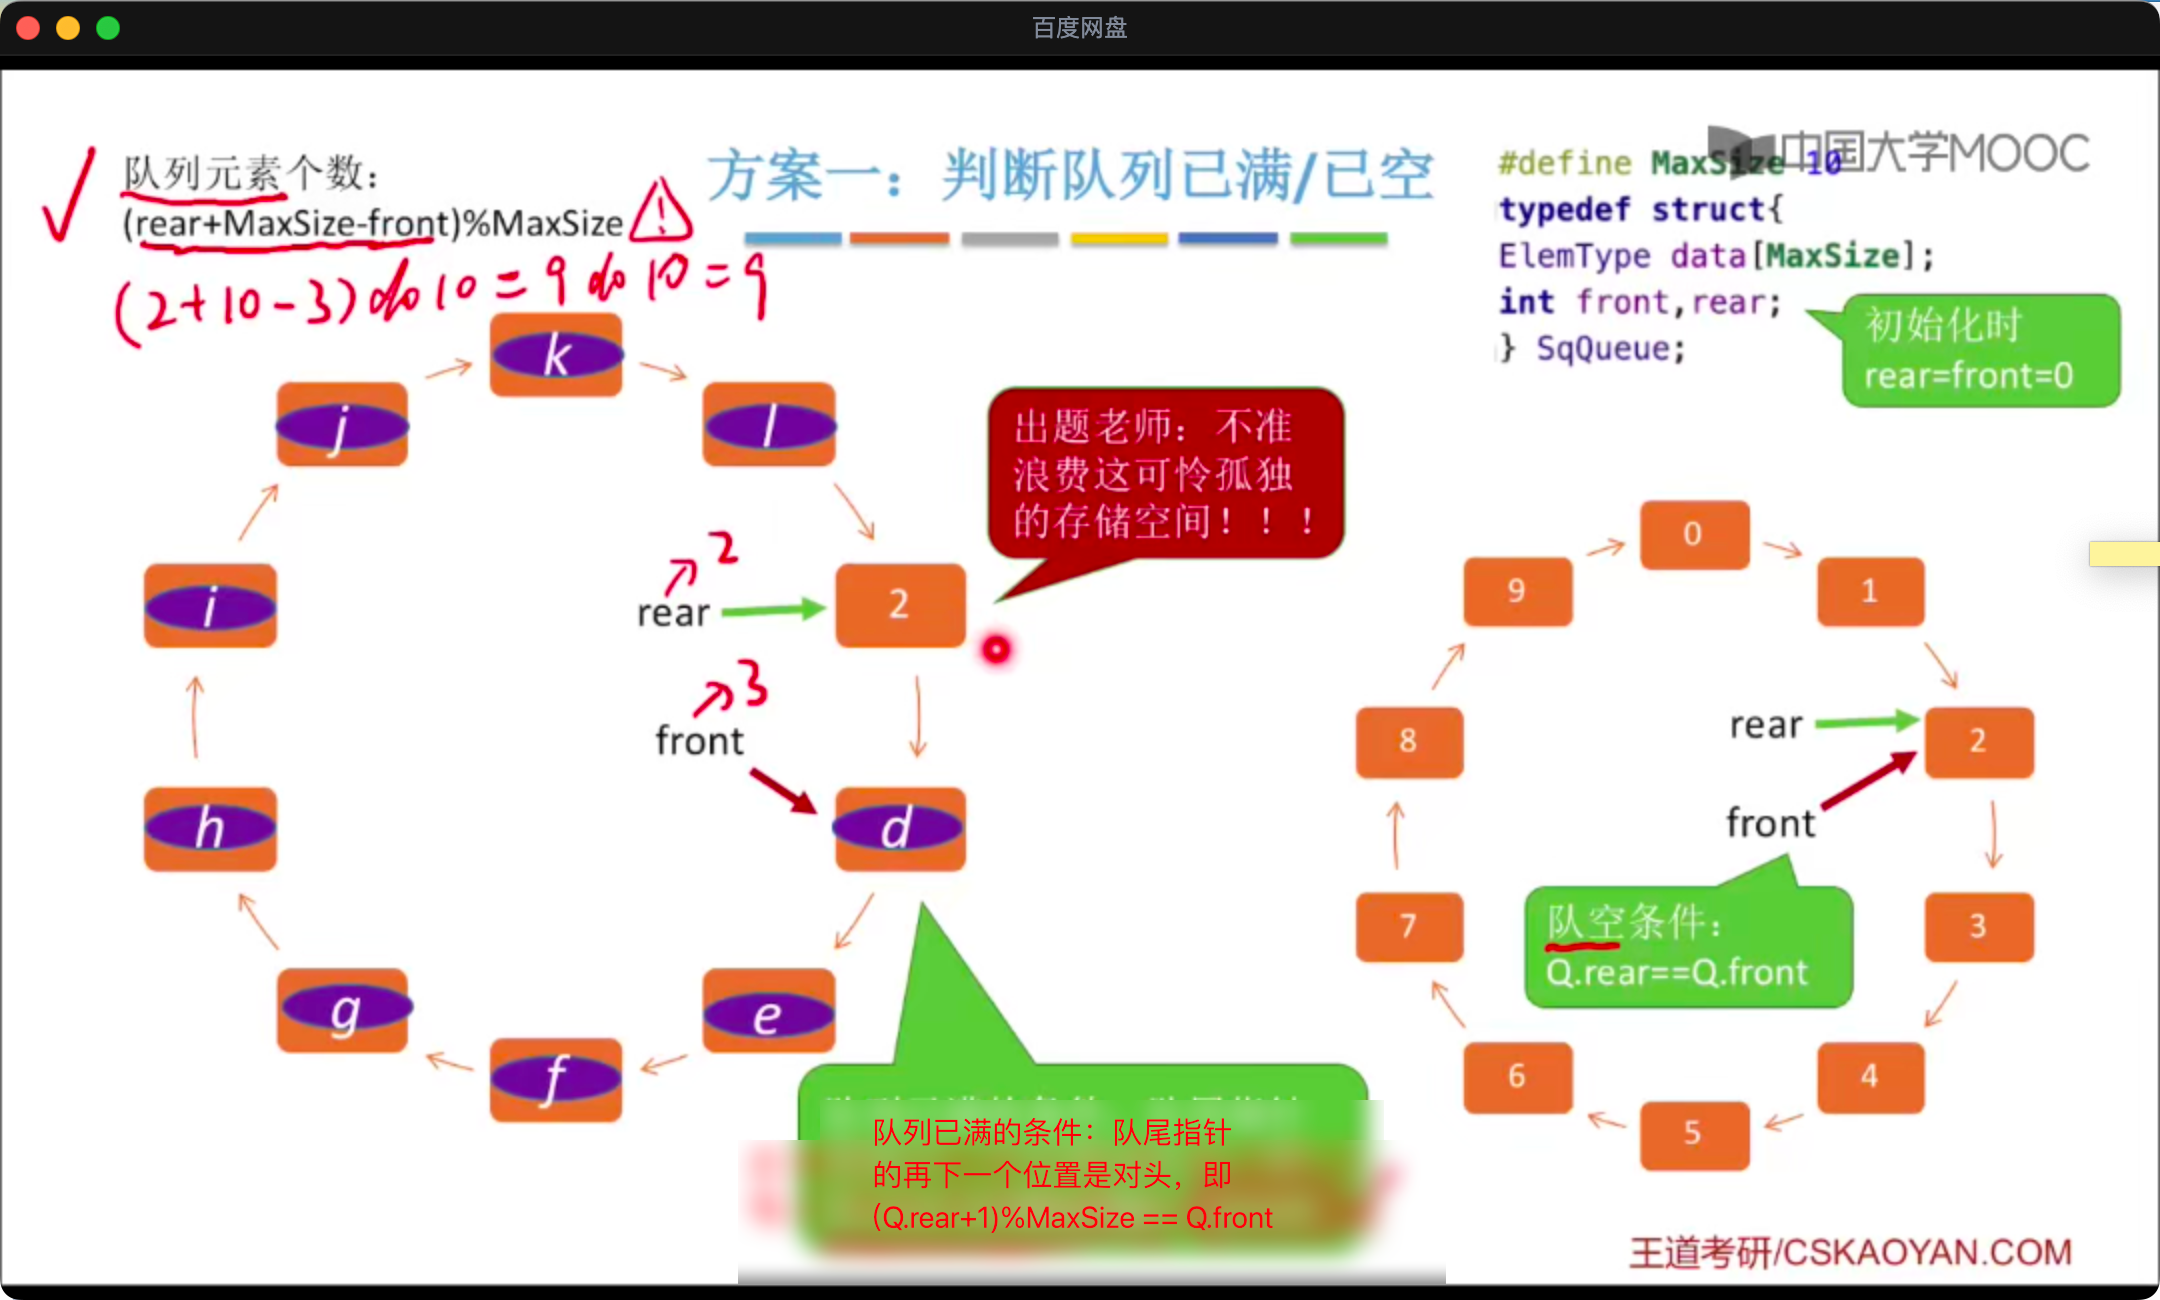 百度网盘
队列元素个数：
(rear+MaxSize-front)%MaxSize
(2+10-3)%10=9%10=9
方案一：判断队列已满/已空
中国大学MOOC
#define MaxSize 10
typedef struct{
ElemType data[MaxSize];
int front,rear;
} SqQueue;
初始化时
rear=front=0
出题老师：不准
浪费这可怜孤独
的存储空间！！！
k
l
2
d
e
f
g
h
i
j
2
rear
3
front
0
1
2
3
4
5
6
7
8
9
rear
front
队空条件：
Q.rear==Q.front
队列已满的条件：队尾指针
的再下一个位置是对头，即
(Q.rear+1)%MaxSize == Q.front
王道考研/CSKAOYAN.COM